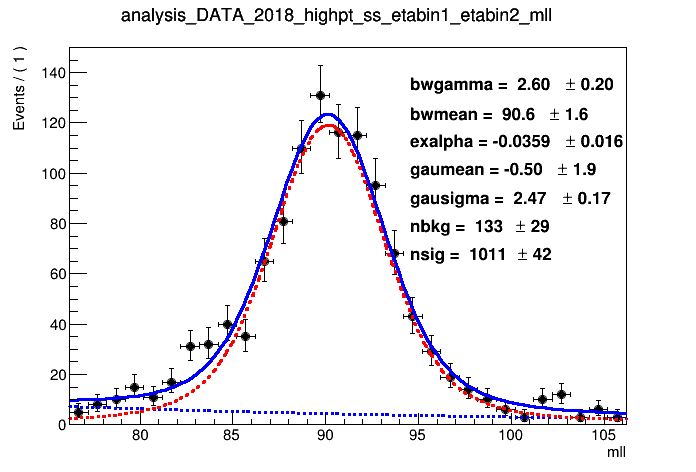 analysis_DATA_2018_highpt_ss_etabin1_etabin2_mll
Events / ( 1 )
140
120
100
80
60
40
20
0
bwgamma = 2.60 ± 0.20
bwmean = 90.6 ± 1.6
exalpha = -0.0359 ± 0.016
gaumean = -0.50 ± 1.9
gausigma = 2.47 ± 0.17
nbkg = 133 ± 29
nsig = 1011 ± 42
80 85 90 95 100 105
mll